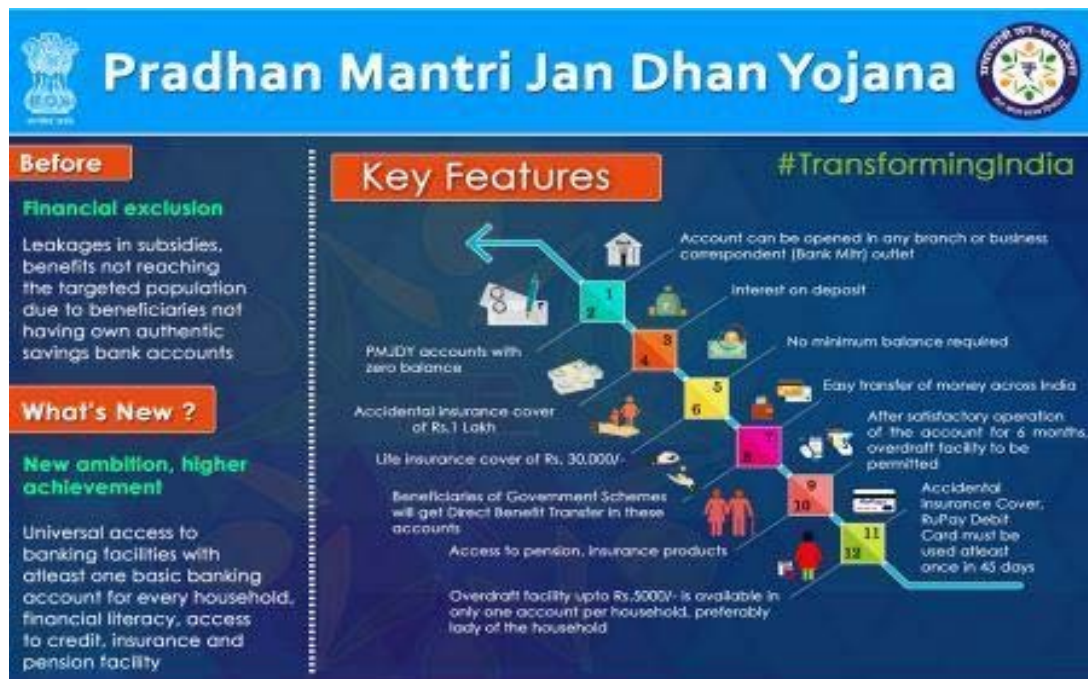 Pradhan Mantri Jan Dhan Yojana
Before
Financial exclusion
Leakages in subsidies,
benefits not reaching
the targeted population
due to beneficiaries not
having own authentic
savings bank accounts
What's New ?
New ambition, higher
achievement
Universal access to
banking facilities with
atleast one basic banking
account for every household,
financial literacy, access
to credit, insurance and
pension facility
Key Features
#TransformingIndia
1
Account can be opened in any branch or business
correspondent (Bank Mitr) outlet
2
PMJDY accounts with
zero balance
3
Interest on deposit
4
Accidental insurance cover
of Rs.1 Lakh
5
No minimum balance required
6
Life insurance cover of Rs. 30,000/-
7
Easy transfer of money across India
8
Beneficiaries of Government Schemes
will get Direct Benefit Transfer in these
accounts
9
After satisfactory operation
of the account for 6 months,
overdraft facility to be
permitted
10
Access to pension, insurance products
11
Accidental
Insurance Cover,
RuPay Debit
Card must be
used atleast
once in 45 days
12
Overdraft facility upto Rs.5000/- is available in
only one account per household, preferably
lady of the household
RuPay